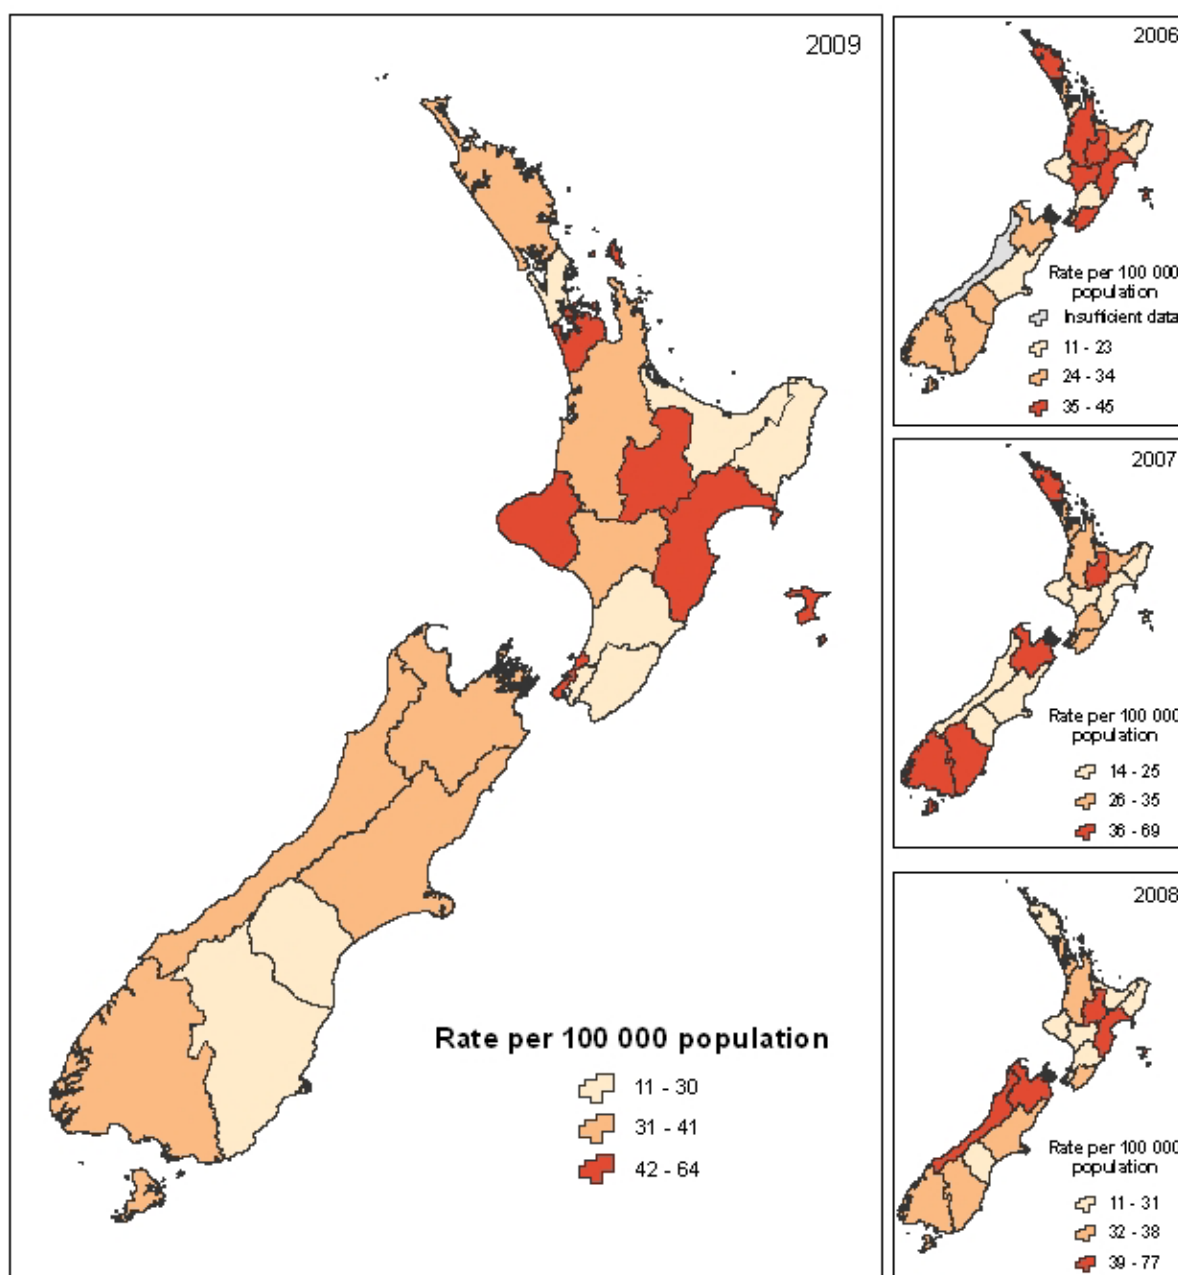 2009
Rate per 100 000 population
11 - 30
31 - 41
42 - 64
2006
Rate per 100 000
population
Insufficient data
11 - 23
24 - 34
35 - 45
2007
Rate per 100 000
population
14 - 25
26 - 35
36 - 69
2008
Rate per 100 000
population
11 - 31
32 - 38
39 - 77